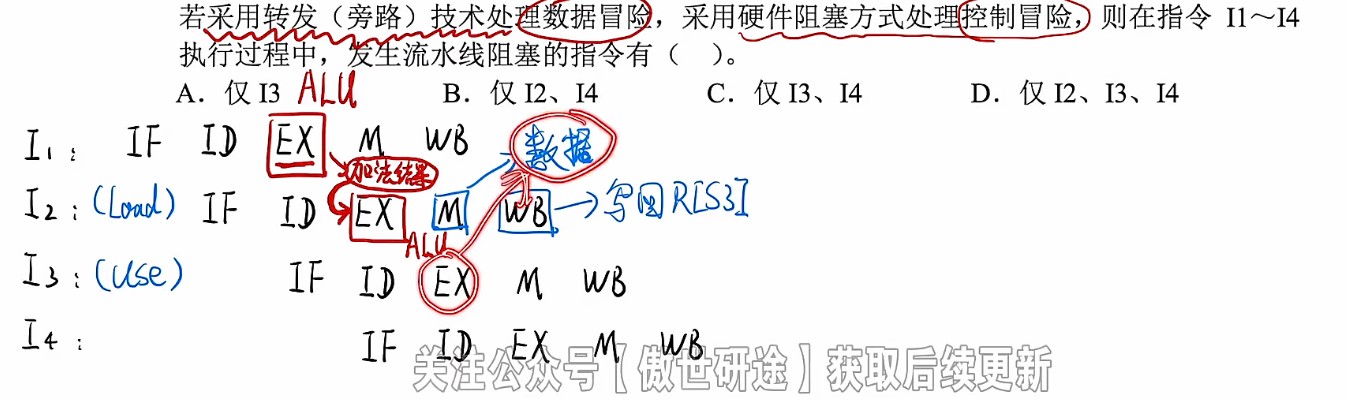 若采用转发（旁路）技术处理数据冒险，采用硬件阻塞方式处理控制冒险，则在指令 I1～I4
执行过程中，发生流水线阻塞的指令有（　）。
A．仅 I3 ALU B．仅 I2、I4 C．仅 I3、I4 D．仅 I2、I3、I4
I1： IF ID EX M WB 数据
加法结果
I2：(Load) IF ID EX M WB → 写回R[S3]
ALU
I3：(Use) IF ID EX M WB
I4： IF ID EX M WB
关注公众号【傲世研途】获取后续更新